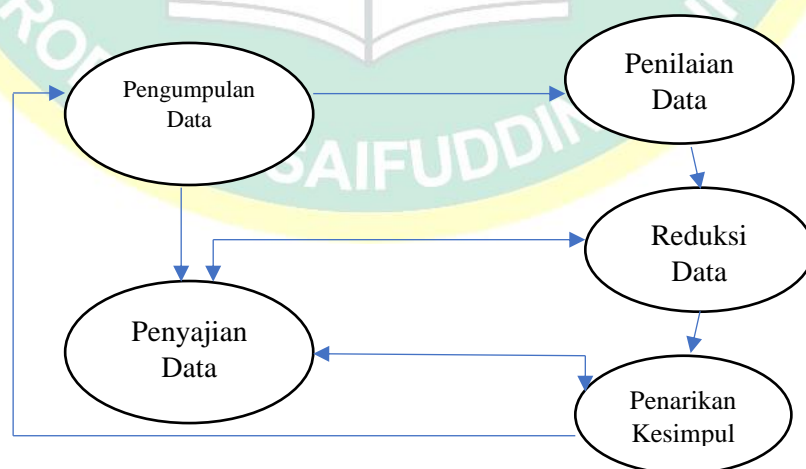 Pengumpulan
Data
Penilaian
Data
SAIFUDDIN
Reduksi
Data
Penyajian
Data
Penarikan
Kesimpul